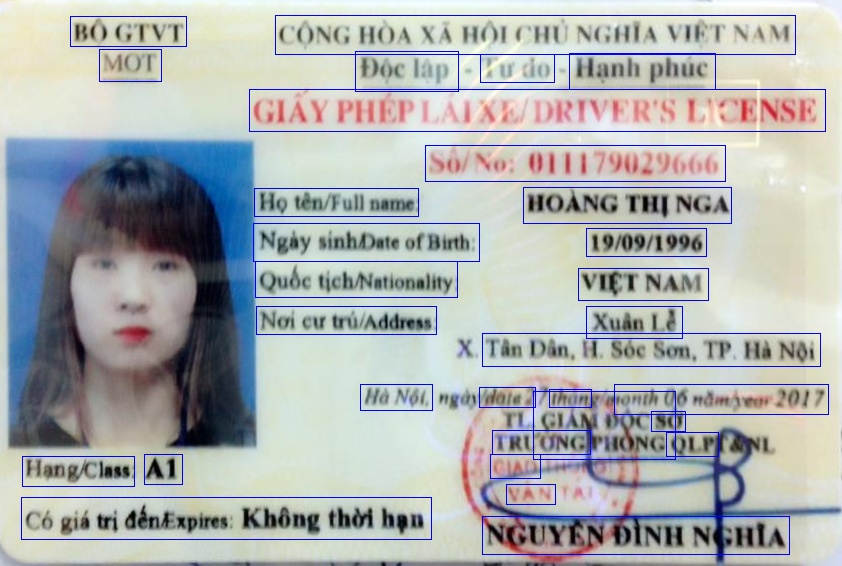 BỘ GTVT
MOT
CỘNG HÒA XÃ HỘI CHỦ NGHĨA VIỆT NAM
Độc lập - Tự do - Hạnh phúc
GIẤY PHÉP LÁI XE/ DRIVER'S LICENSE
Số/No: 011179029666
Họ tên/Full name: HOÀNG THỊ NGA
Ngày sinh/Date of Birth: 19/09/1996
Quốc tịch/Nationality: VIỆT NAM
Nơi cư trú/Address: Xuân Lễ
X. Tân Dân, H. Sóc Sơn, TP. Hà Nội
Hà Nội, ngày/date 27 tháng/month 06 năm/year 2017
TL. GIÁM ĐỐC SỞ
TRƯỞNG PHÒNG QLPT&NL
GIAO THÔNG
VẬN TẢI
Hạng/Class: A1
Có giá trị đến/Expires: Không thời hạn
NGUYỄN ĐÌNH NGHĨA